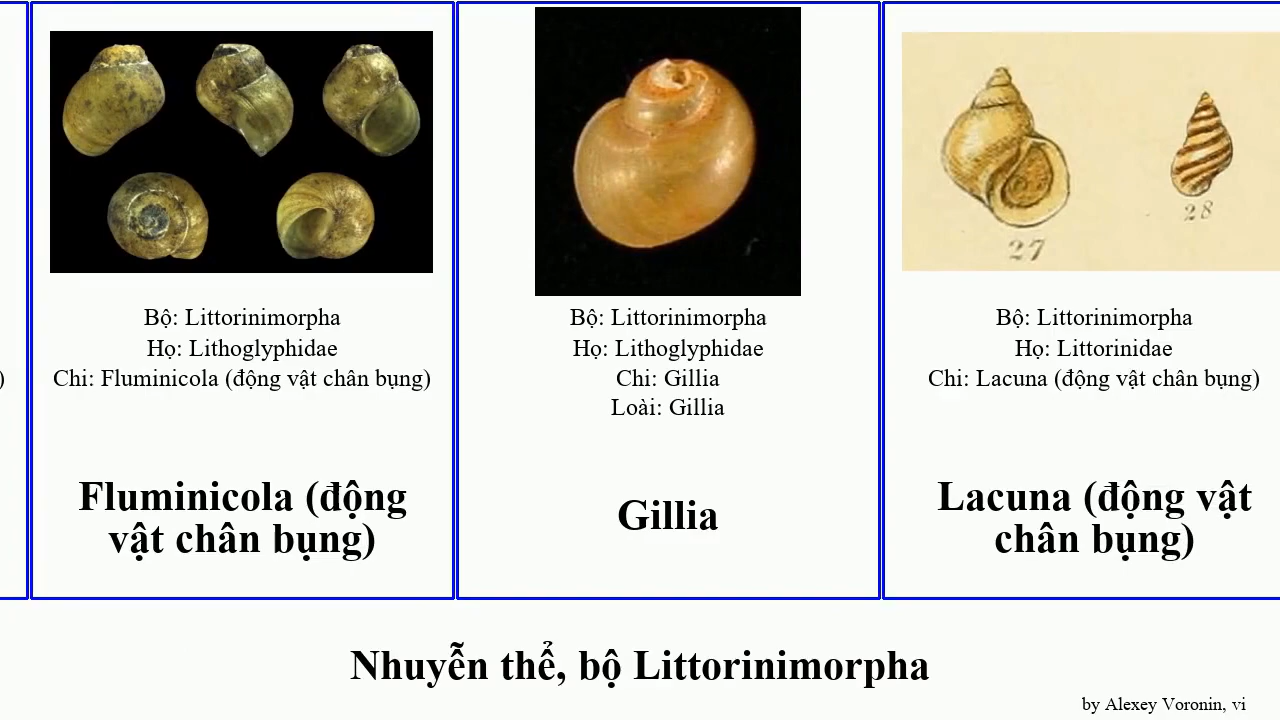 )
Bộ: Littorinimorpha
Họ: Lithoglyphidae
Chi: Fluminicola (động vật chân bụng)
Fluminicola (động
vật chân bụng)
Bộ: Littorinimorpha
Họ: Lithoglyphidae
Chi: Gillia
Loài: Gillia
Gillia
27
28
Bộ: Littorinimorpha
Họ: Littorinidae
Chi: Lacuna (động vật chân bụng)
Lacuna (động vật
chân bụng)
Nhuyễn thể, bộ Littorinimorpha
by Alexey Voronin, vi